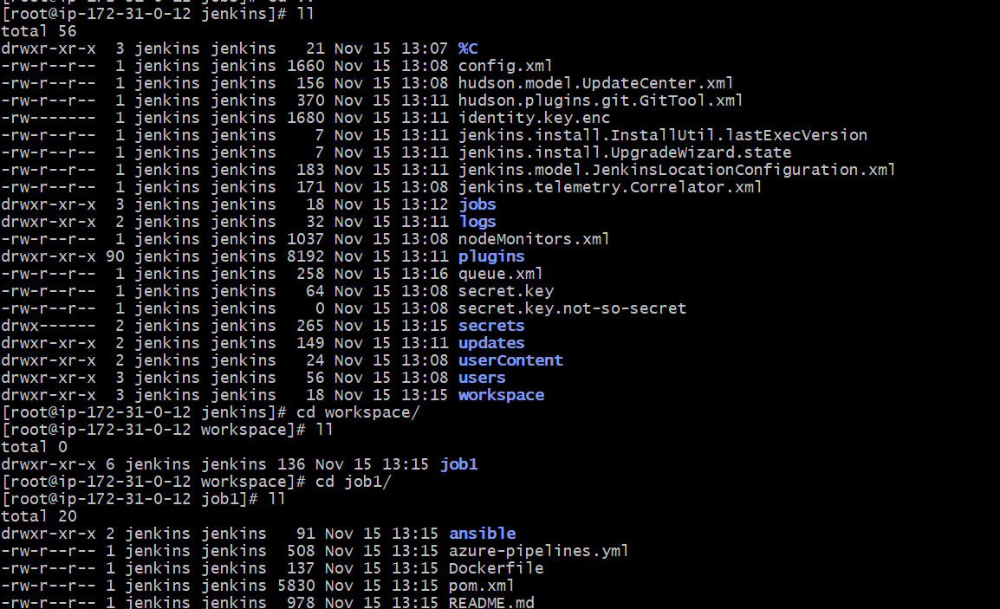 [root@ip-172-31-0-12 jenkins]# ll
total 56
drwxr-xr-x  3 jenkins jenkins   21 Nov 15 13:07 %C
-rw-r--r--  1 jenkins jenkins 1660 Nov 15 13:08 config.xml
-rw-r--r--  1 jenkins jenkins  156 Nov 15 13:08 hudson.model.UpdateCenter.xml
-rw-r--r--  1 jenkins jenkins  370 Nov 15 13:11 hudson.plugins.git.GitTool.xml
-rw-------  1 jenkins jenkins 1680 Nov 15 13:11 identity.key.enc
-rw-r--r--  1 jenkins jenkins    7 Nov 15 13:11 jenkins.install.InstallUtil.lastExecVersion
-rw-r--r--  1 jenkins jenkins    7 Nov 15 13:11 jenkins.install.UpgradeWizard.state
-rw-r--r--  1 jenkins jenkins  183 Nov 15 13:11 jenkins.model.JenkinsLocationConfiguration.xml
-rw-r--r--  1 jenkins jenkins  171 Nov 15 13:08 jenkins.telemetry.Correlator.xml
drwxr-xr-x  3 jenkins jenkins   18 Nov 15 13:12 jobs
drwxr-xr-x  2 jenkins jenkins   32 Nov 15 13:11 logs
-rw-r--r--  1 jenkins jenkins 1037 Nov 15 13:08 nodeMonitors.xml
drwxr-xr-x 90 jenkins jenkins 8192 Nov 15 13:11 plugins
-rw-r--r--  1 jenkins jenkins  258 Nov 15 13:16 queue.xml
-rw-r--r--  1 jenkins jenkins   64 Nov 15 13:08 secret.key
-rw-r--r--  1 jenkins jenkins    0 Nov 15 13:08 secret.key.not-so-secret
drwx------  2 jenkins jenkins  265 Nov 15 13:15 secrets
drwxr-xr-x  2 jenkins jenkins  149 Nov 15 13:11 updates
drwxr-xr-x  2 jenkins jenkins   24 Nov 15 13:08 userContent
drwxr-xr-x  3 jenkins jenkins   56 Nov 15 13:08 users
drwxr-xr-x  3 jenkins jenkins   18 Nov 15 13:15 workspace
[root@ip-172-31-0-12 jenkins]# cd workspace/
[root@ip-172-31-0-12 workspace]# ll
total 0
drwxr-xr-x 6 jenkins jenkins 136 Nov 15 13:15 job1
[root@ip-172-31-0-12 workspace]# cd job1/
[root@ip-172-31-0-12 job1]# ll
total 20
drwxr-xr-x 2 jenkins jenkins   91 Nov 15 13:15 ansible
-rw-r--r-- 1 jenkins jenkins  508 Nov 15 13:15 azure-pipelines.yml
-rw-r--r-- 1 jenkins jenkins  137 Nov 15 13:15 Dockerfile
-rw-r--r-- 1 jenkins jenkins 5830 Nov 15 13:15 pom.xml
-rw-r--r-- 1 jenkins jenkins  978 Nov 15 13:15 README.md